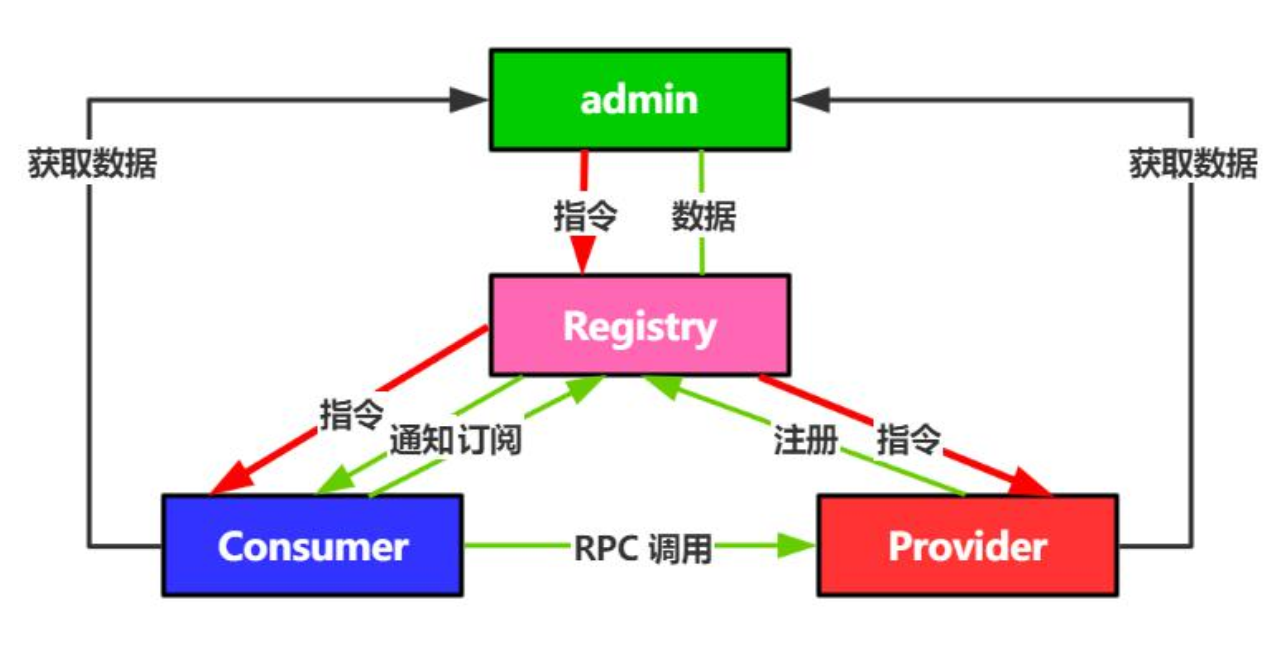 admin
获取数据
获取数据
指令
数据
Registry
指令
通知
订阅
注册
指令
Consumer
RPC 调用
Provider